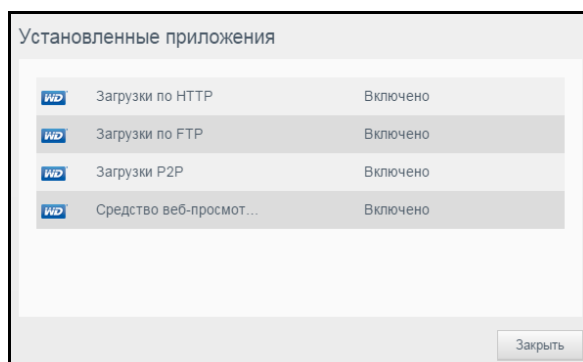 Установленные приложения
WD Загрузки по HTTP Включено
WD Загрузки по FTP Включено
WD Загрузки P2P Включено
WD Средство веб-просмот... Включено
Закрыть